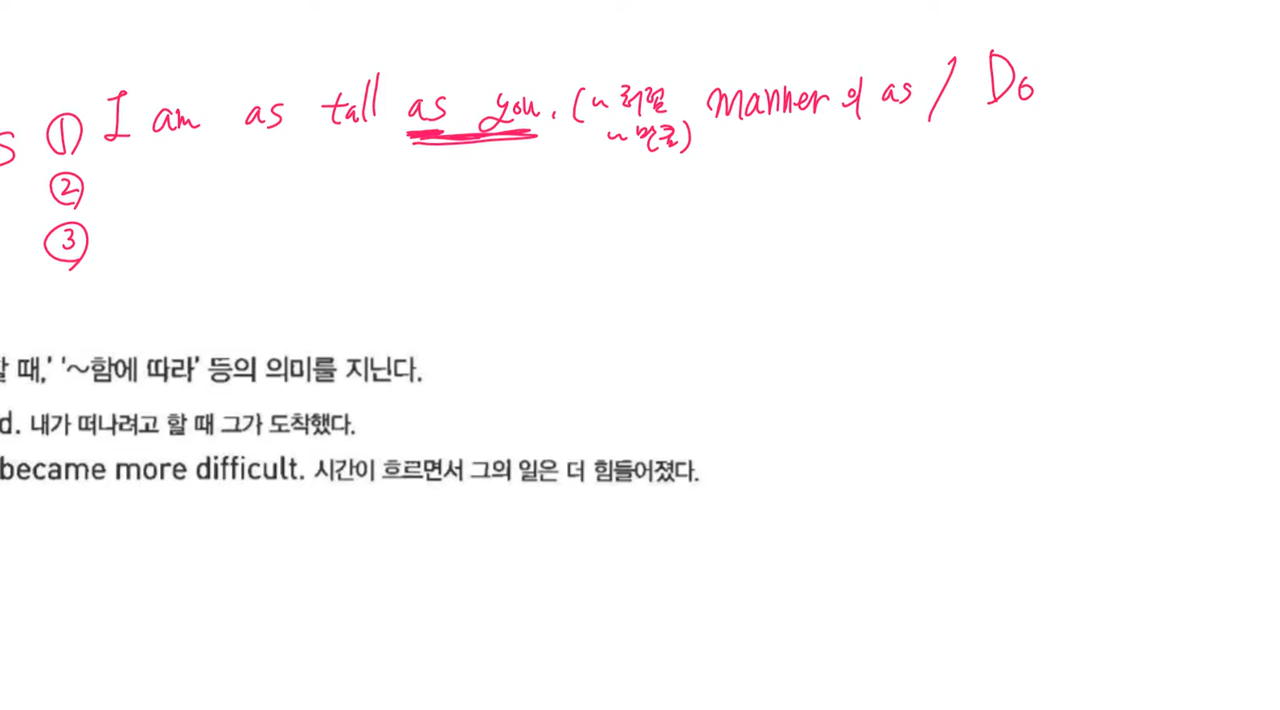 s ① I am as tall as you. (~처럼 manner의 as / Do
~만큼)
②
③
할 때,' '~함에 따라' 등의 의미를 지닌다.
d. 내가 떠나려고 할 때 그가 도착했다.
became more difficult. 시간이 흐르면서 그의 일은 더 힘들어졌다.